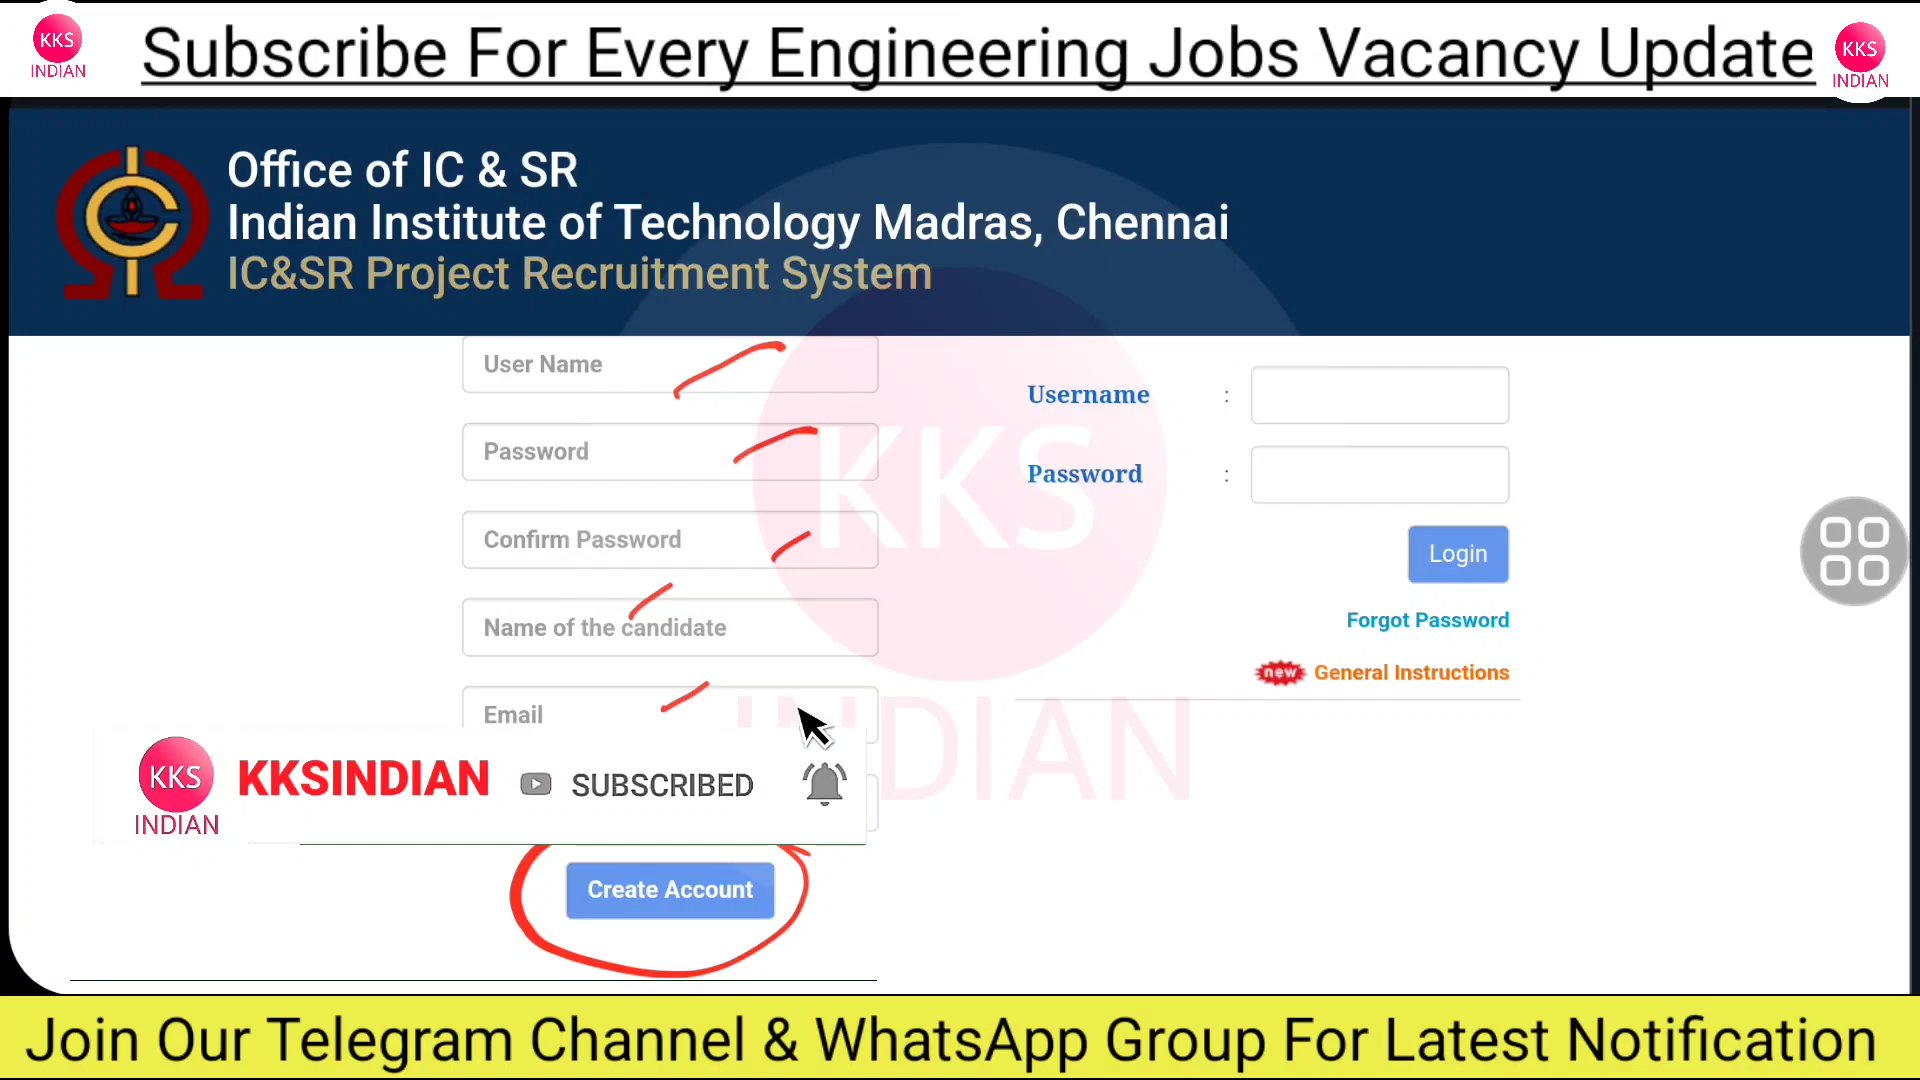 KKS
INDIAN
Subscribe For Every Engineering Jobs Vacancy Update
KKS
INDIAN
Office of IC & SR
Indian Institute of Technology Madras, Chennai
IC&SR Project Recruitment System
User Name
Password
Confirm Password
Name of the candidate
Email
Username :
Password :
Login
Forgot Password
new General Instructions
KKS
INDIAN
KKS
INDIAN
KKSINDIAN
SUBSCRIBED
Create Account
Join Our Telegram Channel & WhatsApp Group For Latest Notification